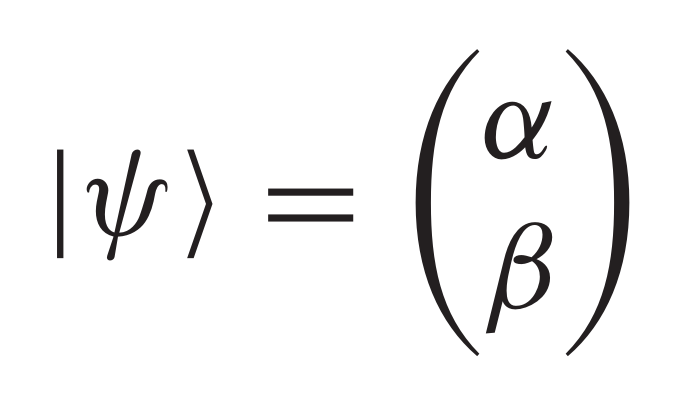 |ψ⟩ = (α
β)